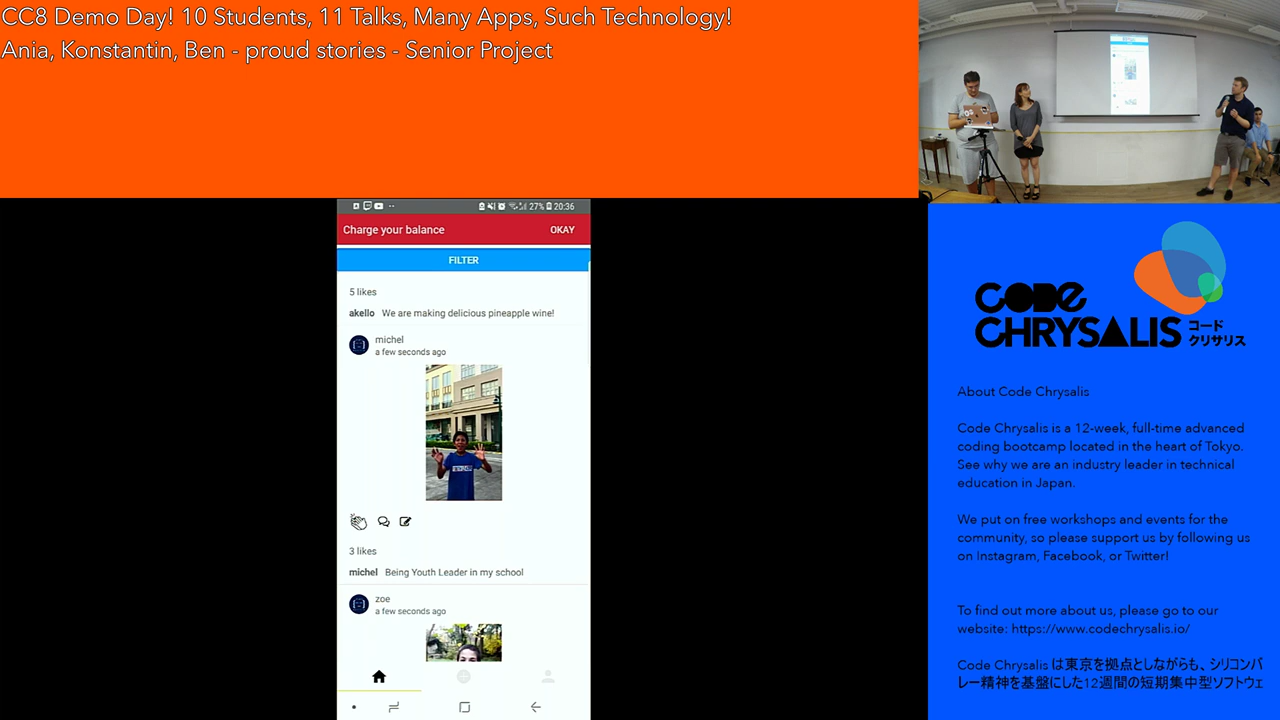 CC8 Demo Day! 10 Students, 11 Talks, Many Apps, Such Technology!
Ania, Konstantin, Ben - proud stories - Senior Project
27% 20:36
Charge your balance OKAY
FILTER
5 likes
akello We are making delicious pineapple wine!
michel
a few seconds ago
3 likes
michel Being Youth Leader in my school
zoe
a few seconds ago
CODE
CHRYSALIS コード
クリサリス
About Code Chrysalis
Code Chrysalis is a 12-week, full-time advanced
coding bootcamp located in the heart of Tokyo.
See why we are an industry leader in technical
education in Japan.
We put on free workshops and events for the
community, so please support us by following us
on Instagram, Facebook, or Twitter!
To find out more about us, please go to our
website: https://www.codechrysalis.io/
Code Chrysalis は東京を拠点としながらも、シリコンバ
レー精神を基盤にした12週間の短期集中型ソフトウェ